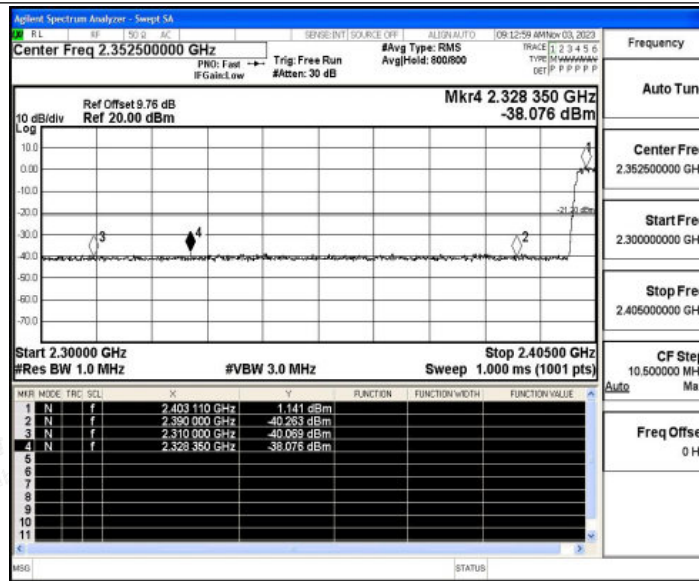 Agilent Spectrum Analyzer - Swept SA
RL RF 50 Ω AC SENSE:INT SOURCE OFF ALIGN AUTO 09:12:59 AM Nov 03, 2023
Center Freq 2.352500000 GHz
PNO: Fast
IFGain:Low
Trig: Free Run
#Atten: 30 dB
#Avg Type: RMS
Avg|Hold: 800/800
TRACE 1 2 3 4 5 6
TYPE M
DET P P P P P P
Frequency
Auto Tun
Center Fre
2.352500000 GH
Start Fre
2.300000000 GH
Stop Fre
2.405000000 GH
CF Step
10.500000 MH
Auto Ma
Freq Offse
0 H
Ref Offset 9.76 dB
10 dB/div Ref 20.00 dBm
Log
Mkr4 2.328 350 GHz
-38.076 dBm
10.0
0.00
-10.0
-20.0
-30.0
-40.0
-50.0
-60.0
-70.0
1
-21.20 dBm
3
4
2
Start 2.30000 GHz Stop 2.40500 GHz
#Res BW 1.0 MHz #VBW 3.0 MHz Sweep 1.000 ms (1001 pts)
MKR MODE TRC SCL X Y FUNCTION FUNCTION WIDTH FUNCTION VALUE
1 N f 2.403 110 GHz 1.141 dBm
2 N f 2.390 000 GHz -40.263 dBm
3 N f 2.310 000 GHz -40.069 dBm
4 N f 2.328 350 GHz -38.076 dBm
5
6
7
8
9
10
11
MSG STATUS